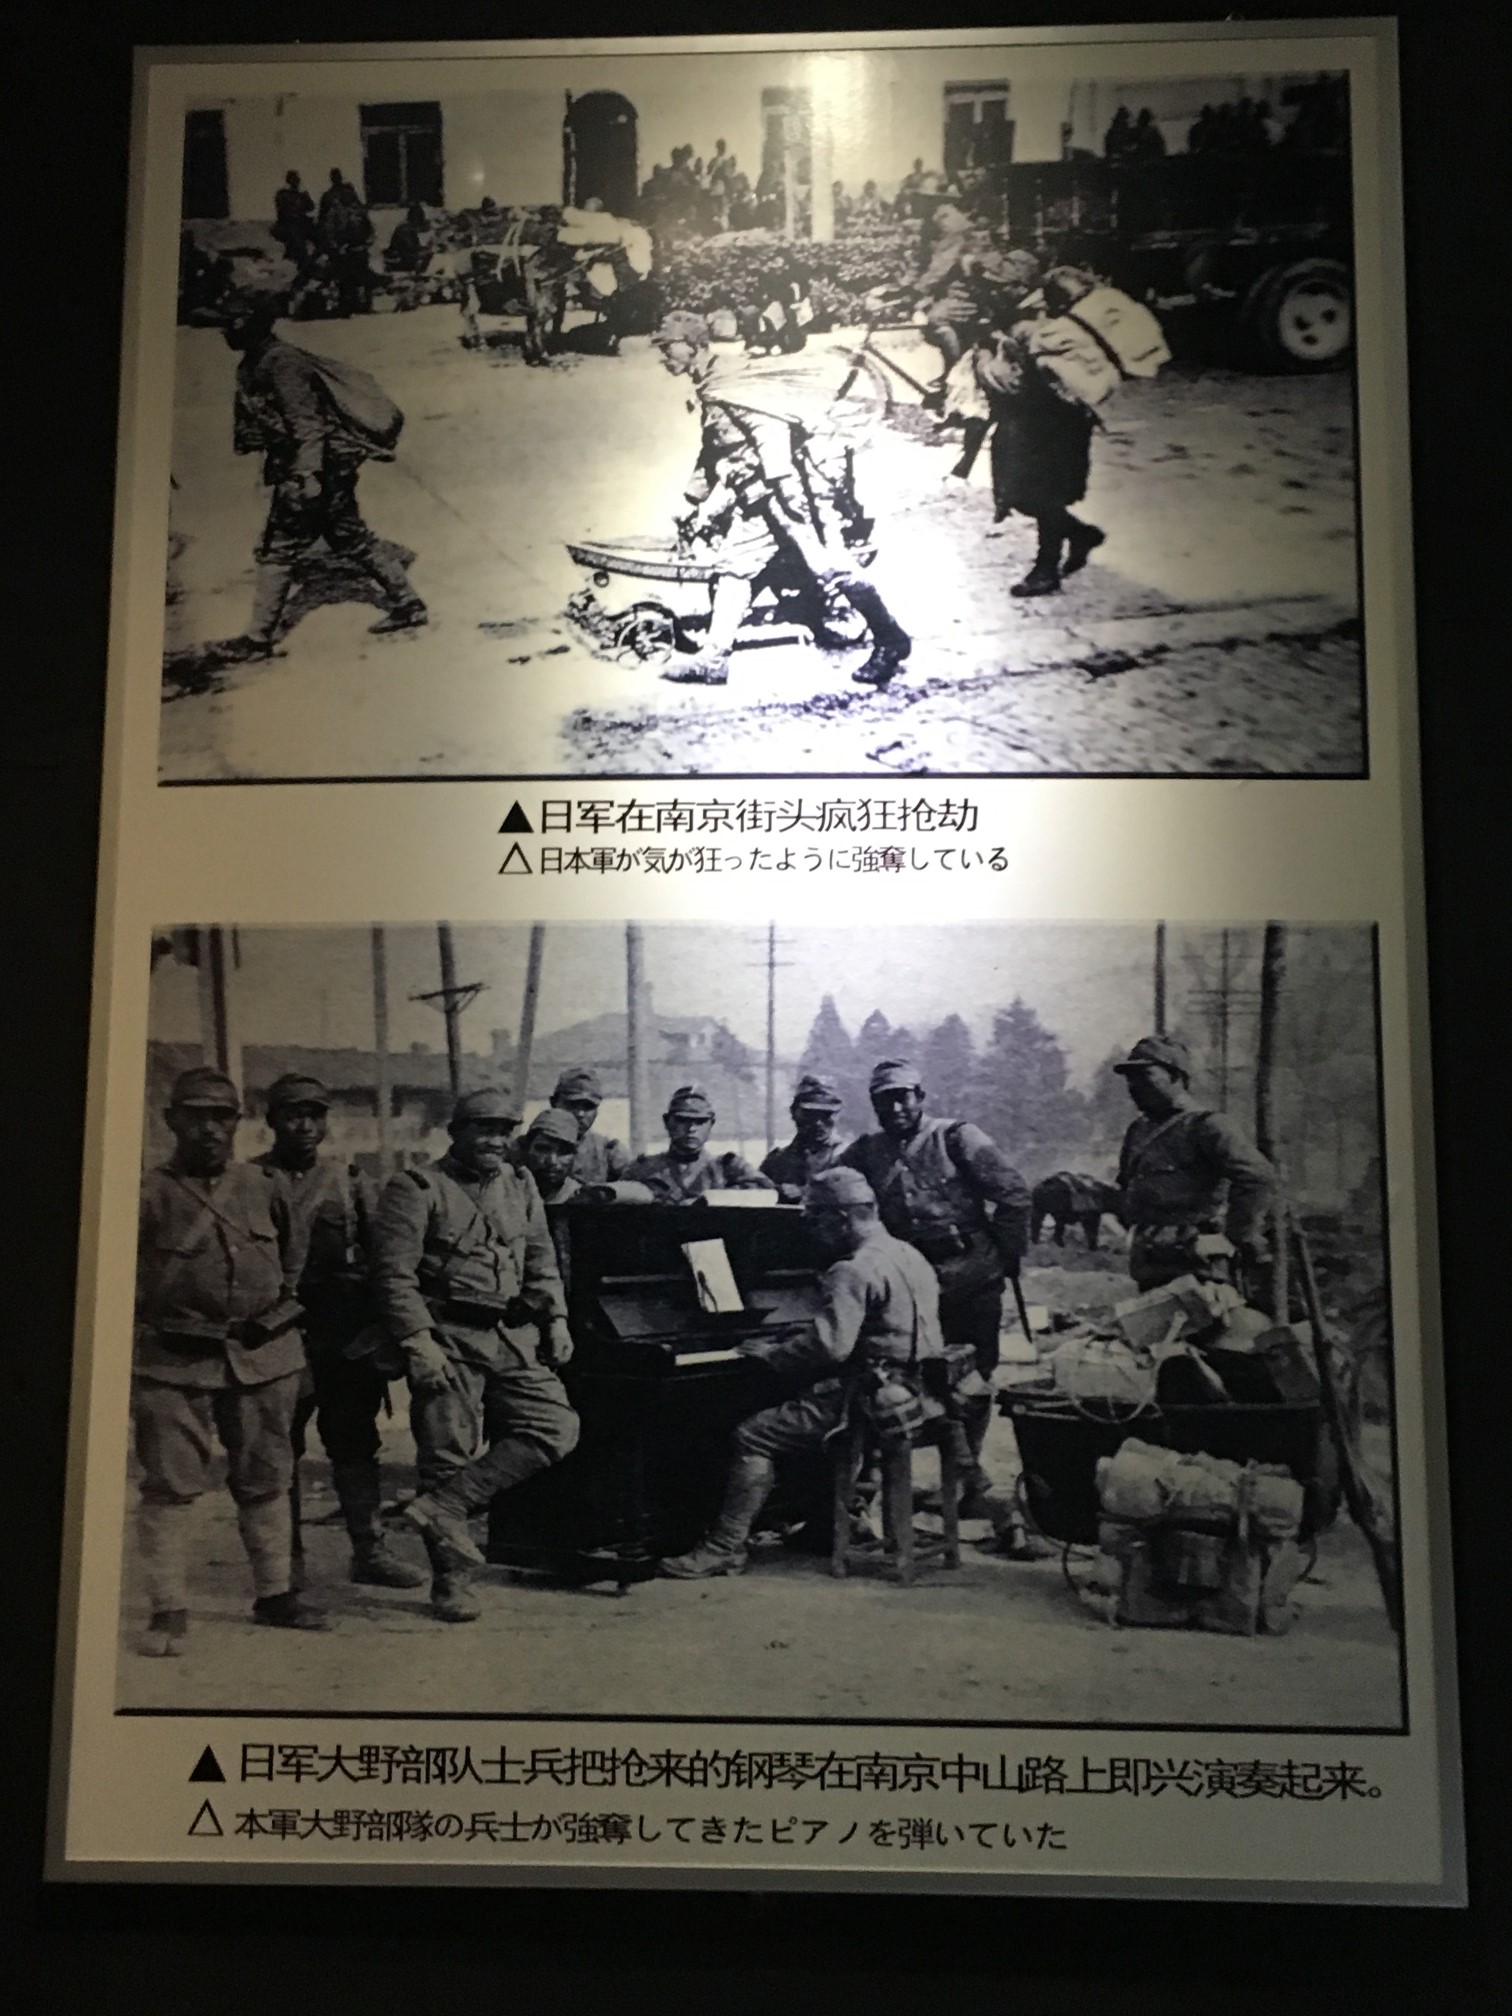 ▲日军在南京街头疯狂抢劫
△日本軍が気が狂ったように強奪している
▲日军大野部队士兵把抢来的钢琴在南京中山路上即兴演奏起来。
△本軍大野部隊の兵士が強奪してきたピアノを弾いていた